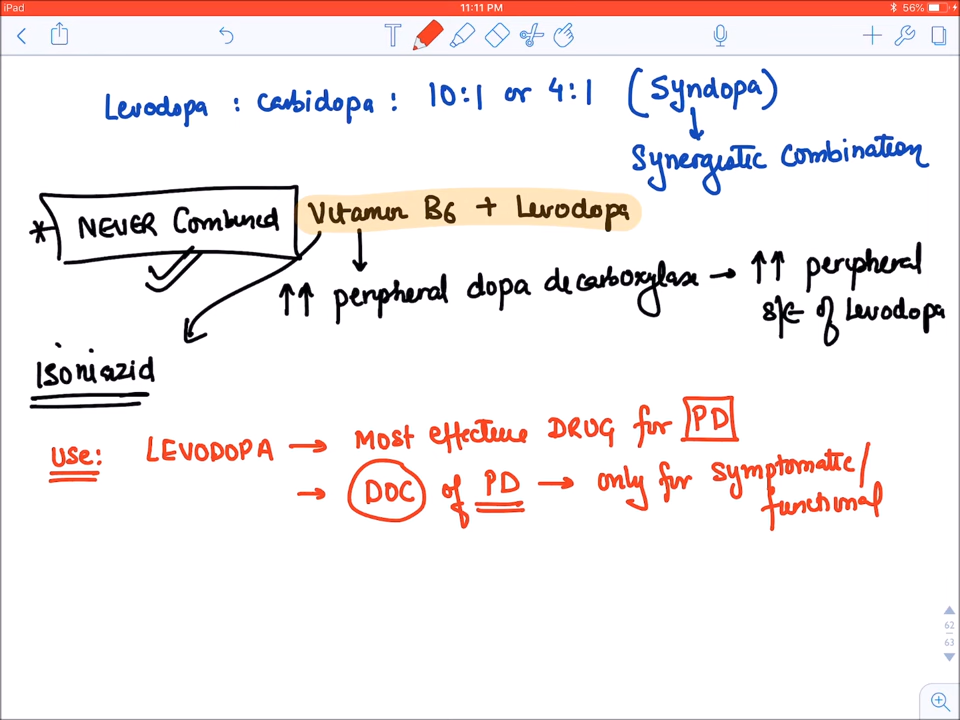 iPad 11:11 PM 56%
T
Levodopa : Carbidopa : 10:1 or 4:1 (Syndopa)
Synergistic Combination
* NEVER Combined Vitamin B6 + Levodopa
↑↑ peripheral dopa decarboxylase → ↑↑ peripheral
S/E of Levodopa
Isoniazid
Use: LEVODOPA → Most effective DRUG for PD
→ DOC of PD → only for symptomatic/
functional
62
63